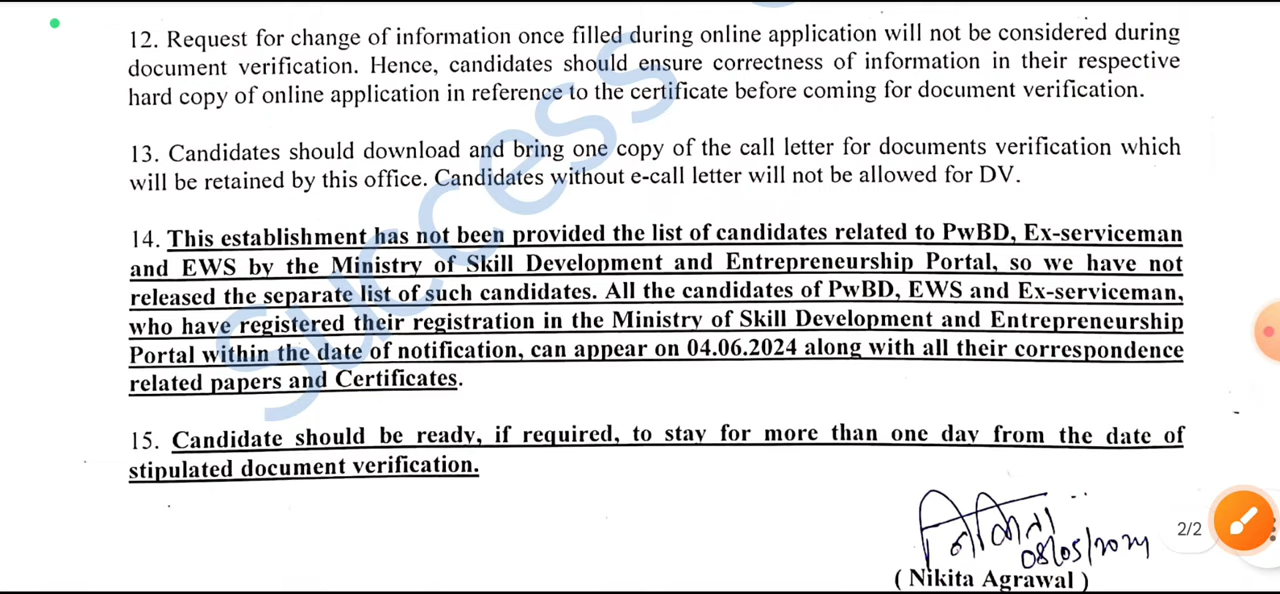 12. Request for change of information once filled during online application will not be considered during
document verification. Hence, candidates should ensure correctness of information in their respective
hard copy of online application in reference to the certificate before coming for document verification.
13. Candidates should download and bring one copy of the call letter for documents verification which
will be retained by this office. Candidates without e-call letter will not be allowed for DV.
14. This establishment has not been provided the list of candidates related to PwBD, Ex-serviceman
and EWS by the Ministry of Skill Development and Entrepreneurship Portal, so we have not
released the separate list of such candidates. All the candidates of PwBD, EWS and Ex-serviceman,
who have registered their registration in the Ministry of Skill Development and Entrepreneurship
Portal within the date of notification, can appear on 04.06.2024 along with all their correspondence
related papers and Certificates.
15. Candidate should be ready, if required, to stay for more than one day from the date of
stipulated document verification.
निकिता
08/05/2024
( Nikita Agrawal )
2/2
success